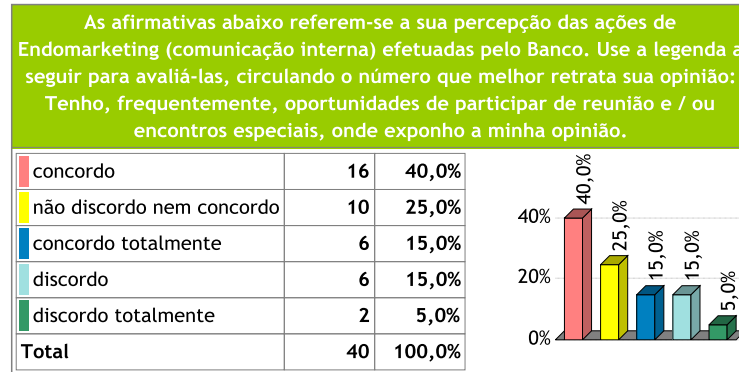 As afirmativas abaixo referem-se a sua percepção das ações de
Endomarketing (comunicação interna) efetuadas pelo Banco. Use a legenda a
seguir para avaliá-las, circulando o número que melhor retrata sua opinião:
Tenho, frequentemente, oportunidades de participar de reunião e / ou
encontros especiais, onde exponho a minha opinião.
concordo 16 40,0%
não discordo nem concordo 10 25,0%
concordo totalmente 6 15,0%
discordo 6 15,0%
discordo totalmente 2 5,0%
Total 40 100,0%
40%
20%
0%
40,0%
25,0%
15,0%
15,0%
5,0%